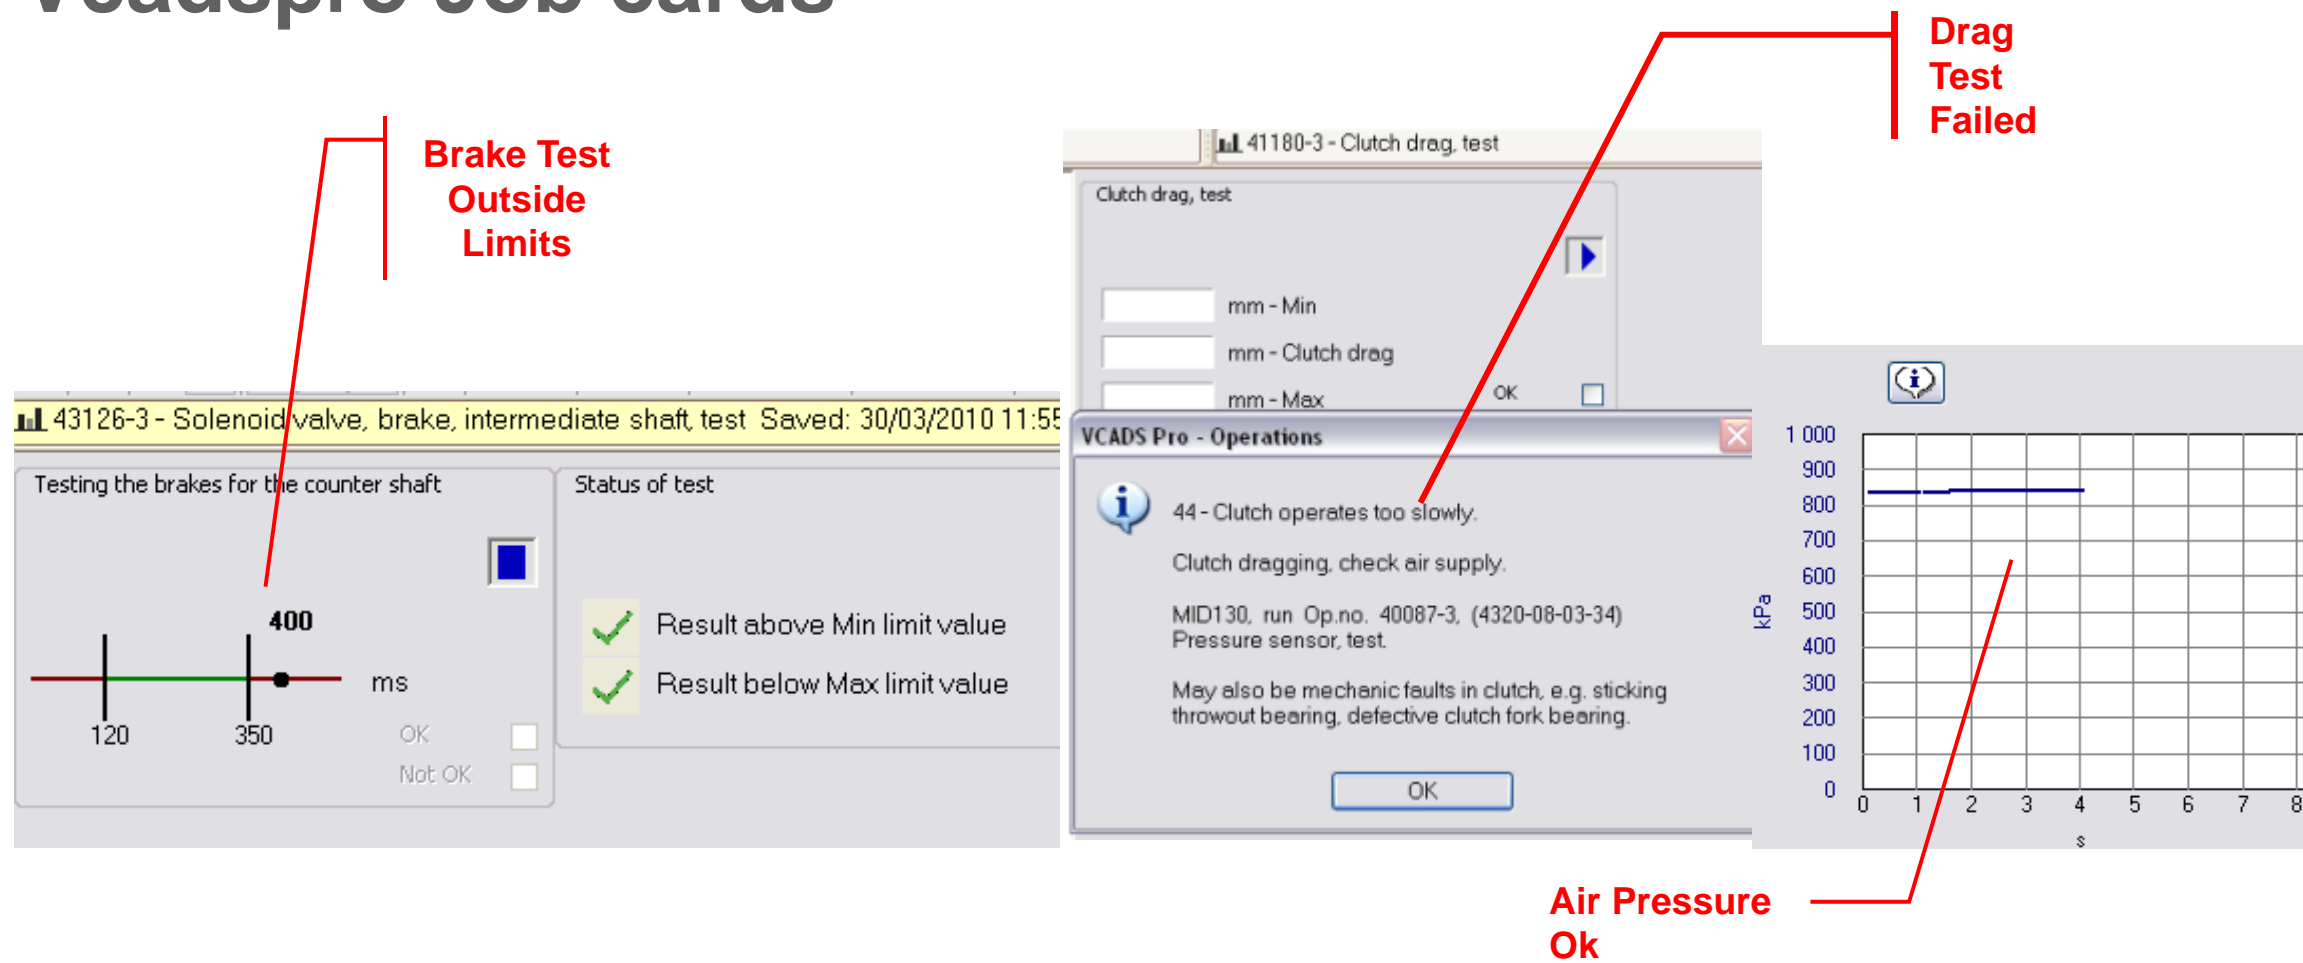 Vcadspro Job cards
Drag
Test
Failed
Brake Test
Outside
Limits
41180-3 - Clutch drag, test
Clutch drag, test
mm - Min
mm - Clutch drag
mm - Max
OK
43126-3 - Solenoid valve, brake, intermediate shaft, test Saved: 30/03/2010 11:55
Testing the brakes for the counter shaft
400
ms
120
350
OK
Not OK
Status of test
Result above Min limit value
Result below Max limit value
VCADS Pro - Operations
44 - Clutch operates too slowly.
Clutch dragging, check air supply.
MID130, run Op.no. 40087-3, (4320-08-03-34)
Pressure sensor, test.
May also be mechanic faults in clutch, e.g. sticking
throwout bearing, defective clutch fork bearing.
OK
1 000
900
800
700
600
500
400
300
200
100
0
kPa
0 1 2 3 4 5 6 7 8
s
Air Pressure
Ok